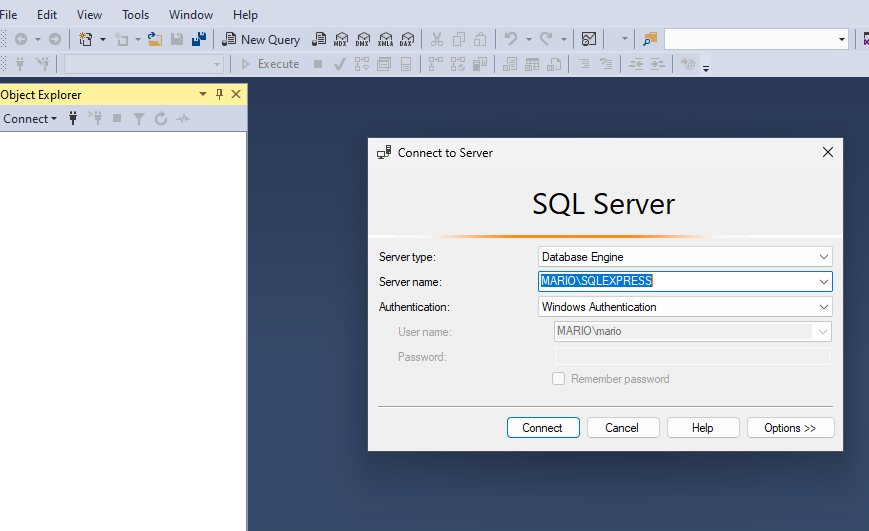 File Edit View Tools Window Help
New Query MDX DMX XMLA DAX
Execute
Object Explorer
Connect
Connect to Server
SQL Server
Server type: Database Engine
Server name: MARIO\SQLEXPRESS
Authentication: Windows Authentication
User name: MARIO\mario
Password:
Remember password
Connect Cancel Help Options >>